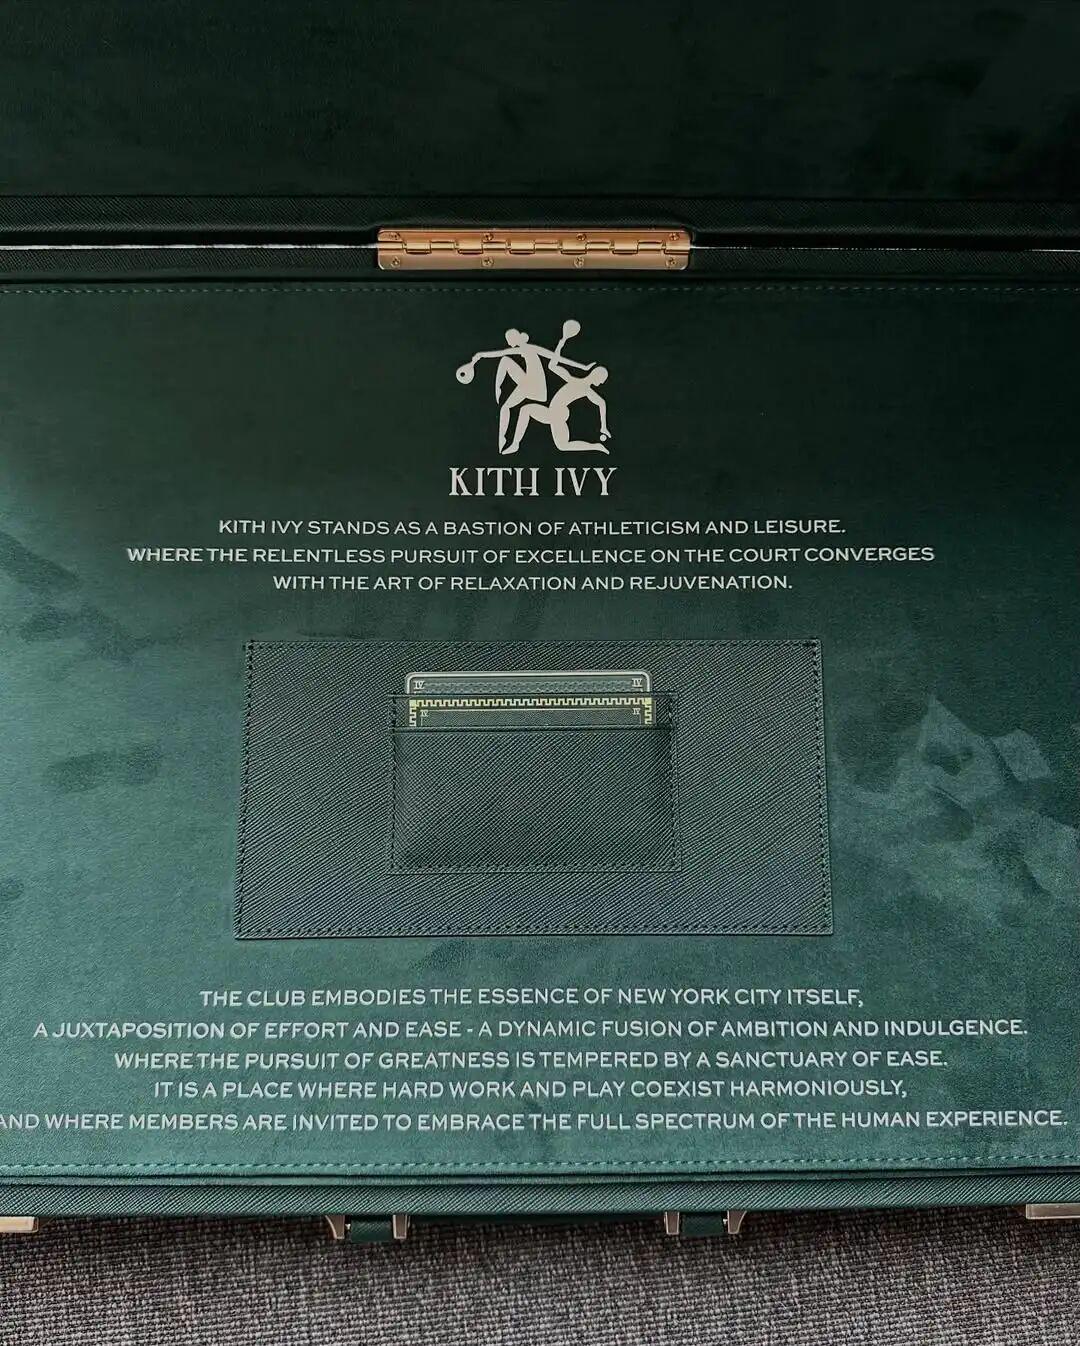 KITH IVY
KITH IVY STANDS AS A BASTION OF ATHLETICISM AND LEISURE.
WHERE THE RELENTLESS PURSUIT OF EXCELLENCE ON THE COURT CONVERGES
WITH THE ART OF RELAXATION AND REJUVENATION.
IV IV
IV IV
THE CLUB EMBODIES THE ESSENCE OF NEW YORK CITY ITSELF,
A JUXTAPOSITION OF EFFORT AND EASE - A DYNAMIC FUSION OF AMBITION AND INDULGENCE.
WHERE THE PURSUIT OF GREATNESS IS TEMPERED BY A SANCTUARY OF EASE.
IT IS A PLACE WHERE HARD WORK AND PLAY COEXIST HARMONIOUSLY,
AND WHERE MEMBERS ARE INVITED TO EMBRACE THE FULL SPECTRUM OF THE HUMAN EXPERIENCE.